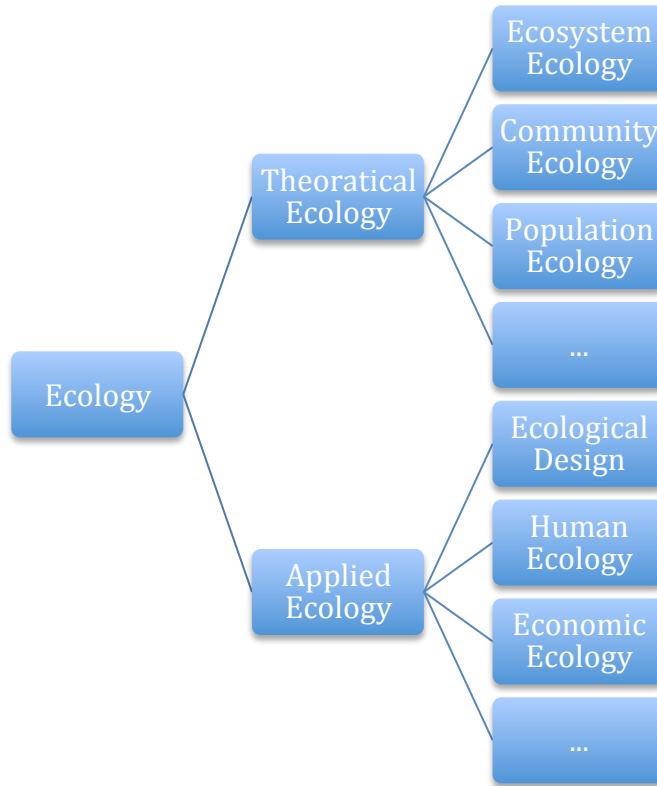 Ecology
Theoratical
Ecology
Ecosystem
Ecology
Community
Ecology
Population
Ecology
...
Applied
Ecology
Ecological
Design
Human
Ecology
Economic
Ecology
...